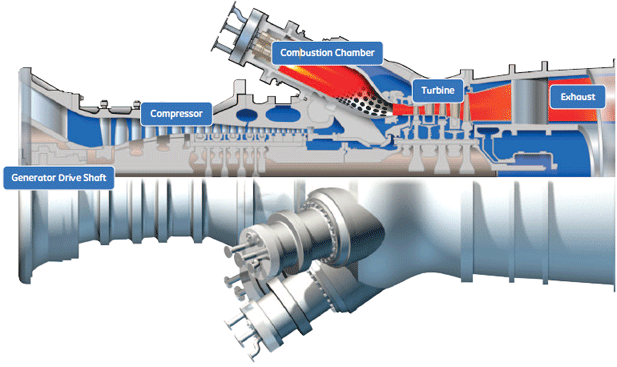 Combustion Chamber
Turbine
Exhaust
Compressor
Generator Drive Shaft